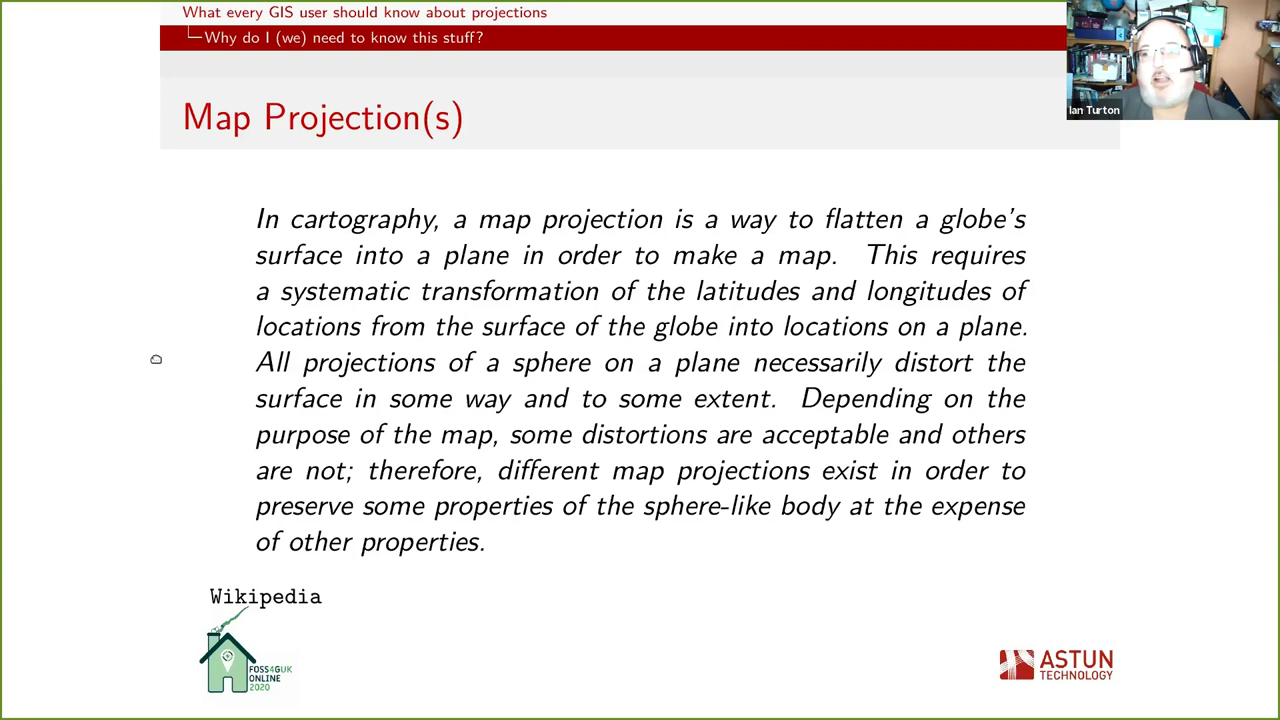 What every GIS user should know about projections
Why do I (we) need to know this stuff?
Ian Turton
Map Projection(s)
In cartography, a map projection is a way to flatten a globe's
surface into a plane in order to make a map. This requires
a systematic transformation of the latitudes and longitudes of
locations from the surface of the globe into locations on a plane.
All projections of a sphere on a plane necessarily distort the
surface in some way and to some extent. Depending on the
purpose of the map, some distortions are acceptable and others
are not; therefore, different map projections exist in order to
preserve some properties of the sphere-like body at the expense
of other properties.
Wikipedia
FOSS4GUK
ONLINE
2020
ASTUN
TECHNOLOGY